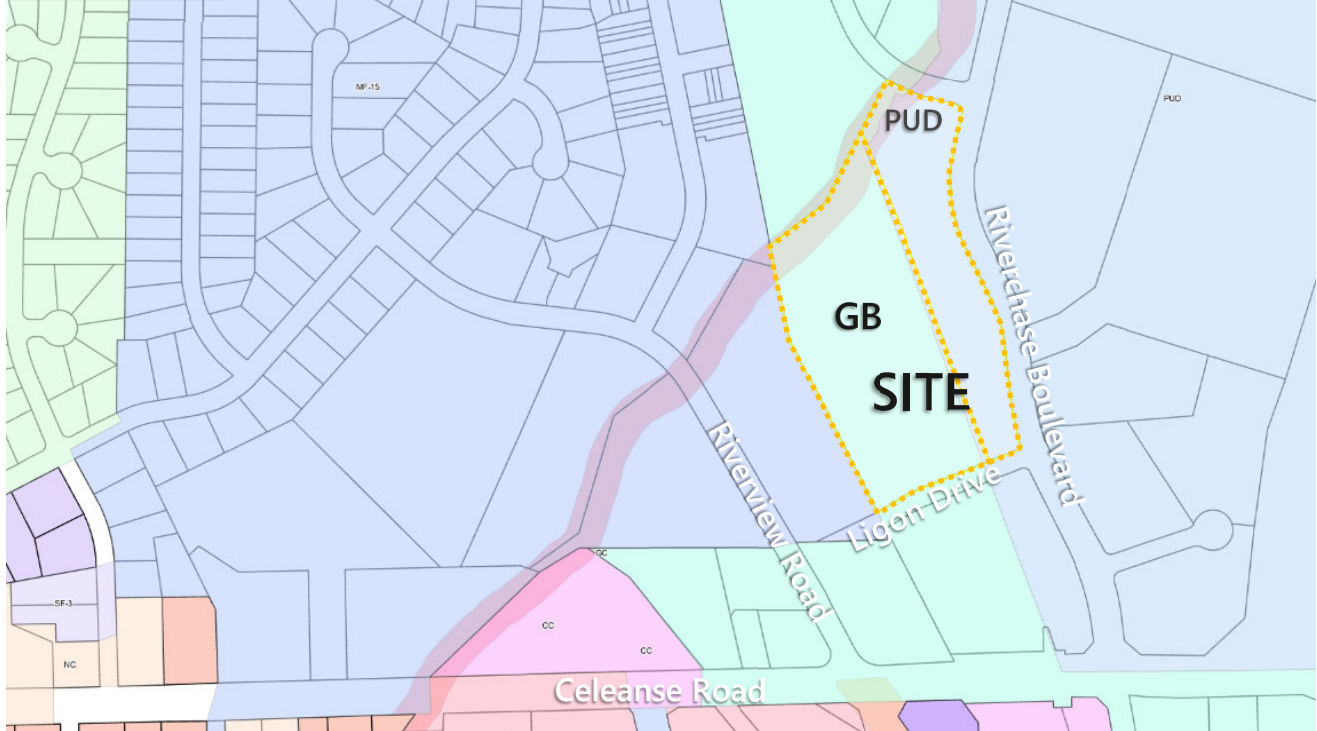 MF-15
PUD
PUD
Riverchase Boulevard
GB
SITE
Riverview Road
Ligon Drive
GC
SF-3
CC
CC
NC
Celeanse Road